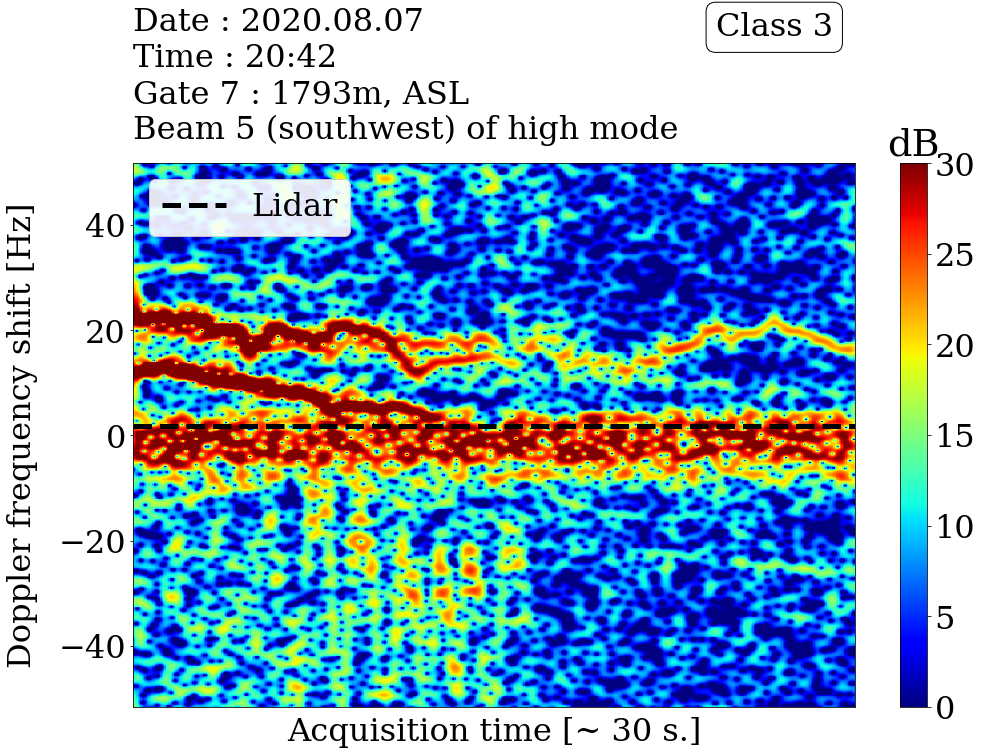 Date : 2020.08.07
Time : 20:42
Gate 7 : 1793m, ASL
Beam 5 (southwest) of high mode
Class 3
dB
Lidar
Doppler frequency shift [Hz]
40
20
0
−20
−40
30
25
20
15
10
5
0
Acquisition time [~ 30 s.]